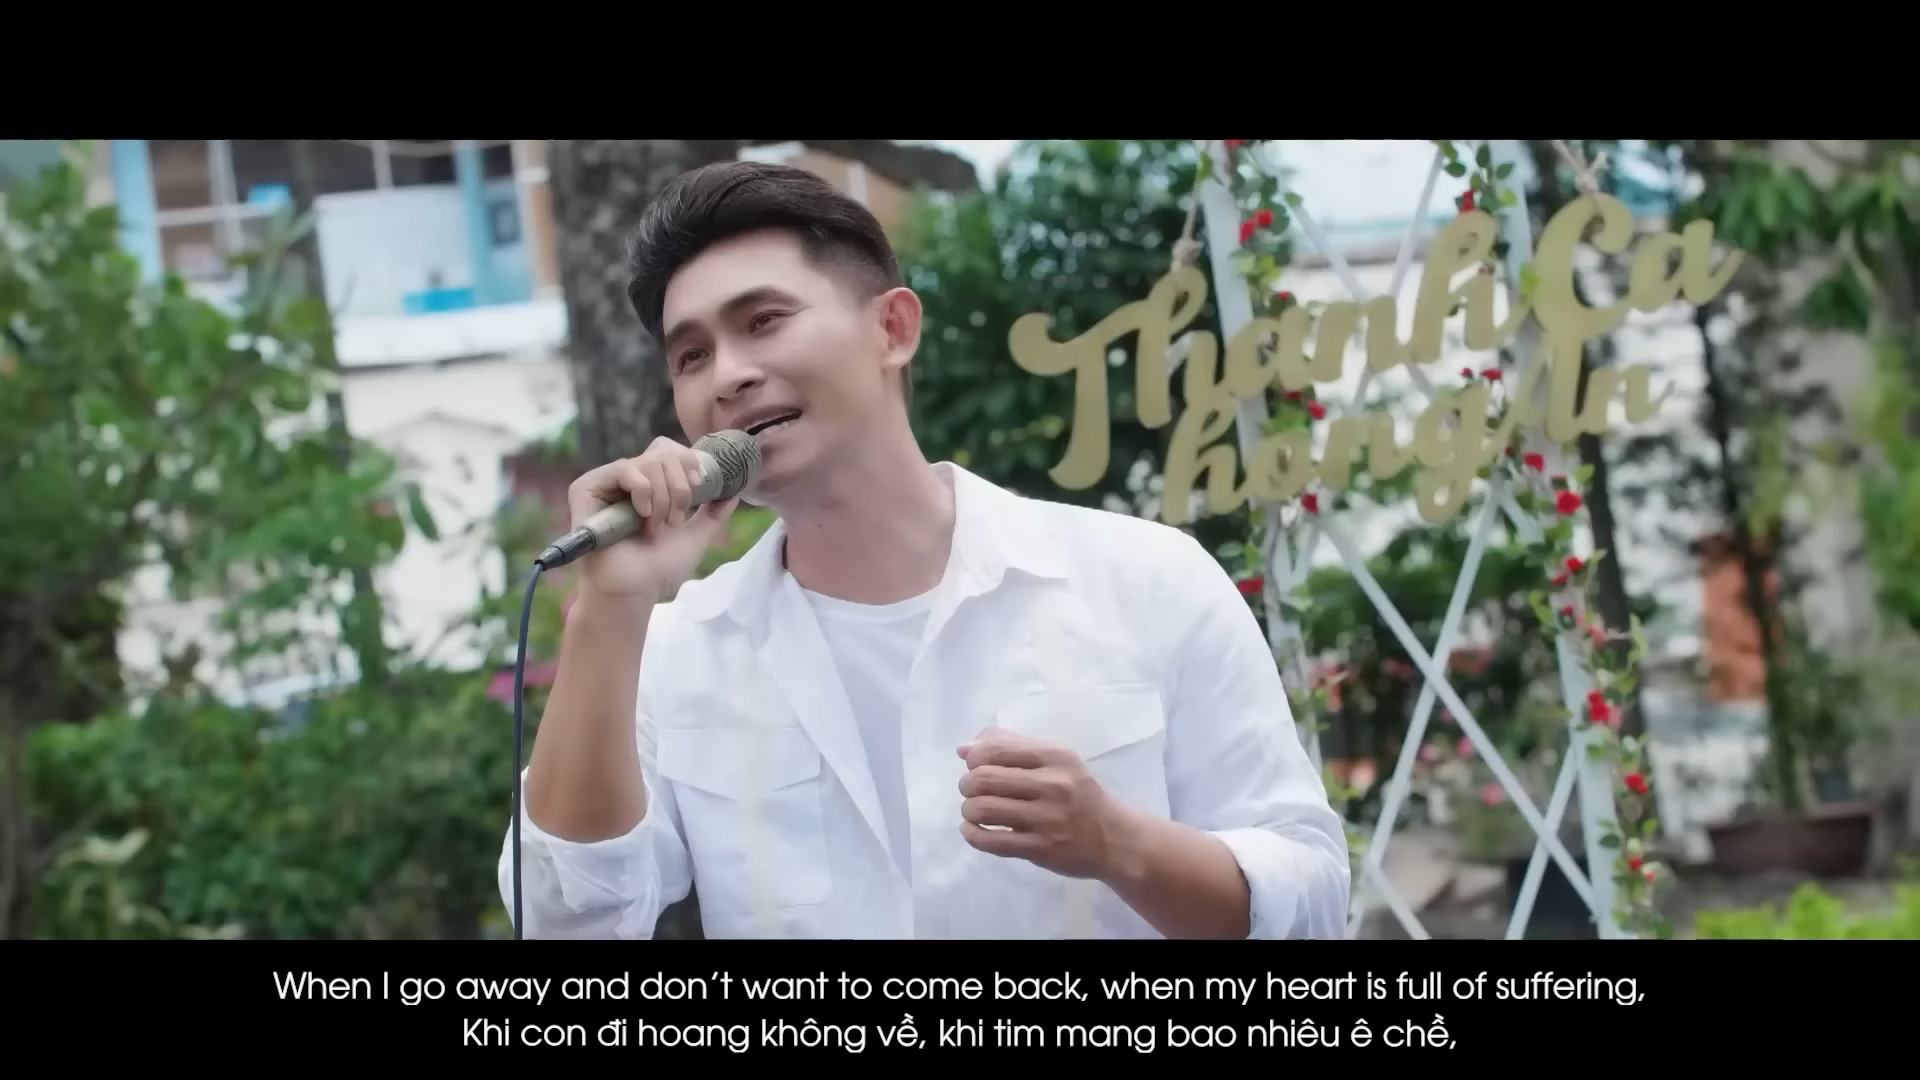 Thanh Ca
hồng Ân
When I go away and don't want to come back, when my heart is full of suffering,
Khi con đi hoang không về, khi tim mang bao nhiêu ê chề,